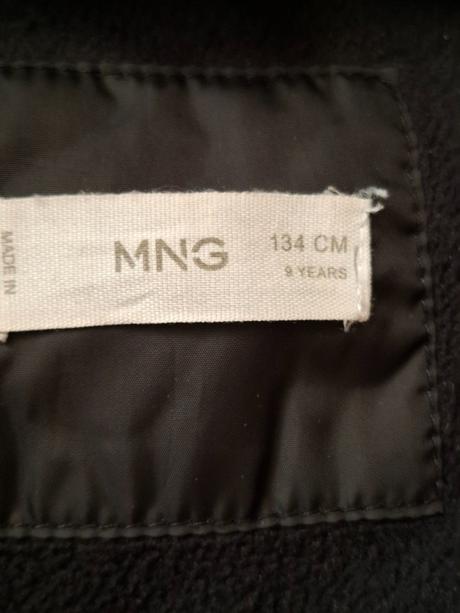 MADE IN
MNG
134 CM
9 YEARS